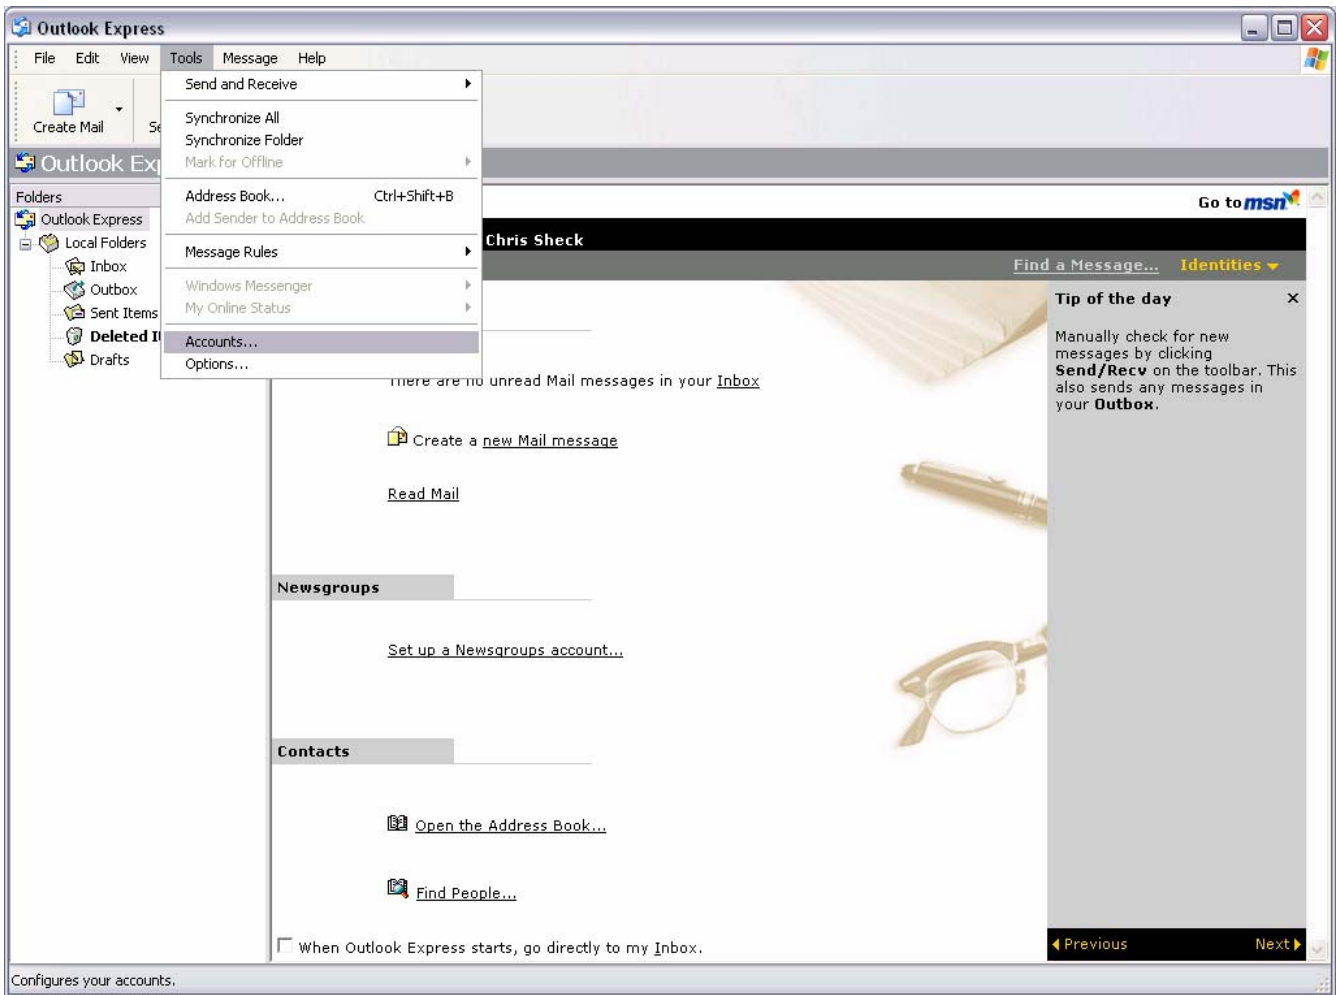 Outlook Express
File Edit View Tools Message Help
Send and Receive
Create Mail
Synchronize All
Synchronize Folder
Mark for Offline
Outlook Exp
Folders
Address Book... Ctrl+Shift+B
Add Sender to Address Book
Go to msn
Outlook Express
Local Folders
Message Rules
Chris Sheck
Inbox
Find a Message... Identities
Windows Messenger
Outbox
My Online Status
Tip of the day
Sent Items
Deleted I
Accounts...
Manually check for new
messages by clicking
Send/Recv on the toolbar. This
also sends any messages in
your Outbox.
Drafts
Options...
There are no unread Mail messages in your Inbox
Create a new Mail message
Read Mail
Newsgroups
Set up a Newsgroups account...
Contacts
Open the Address Book...
Find People...
When Outlook Express starts, go directly to my Inbox.
Previous Next
Configures your accounts.